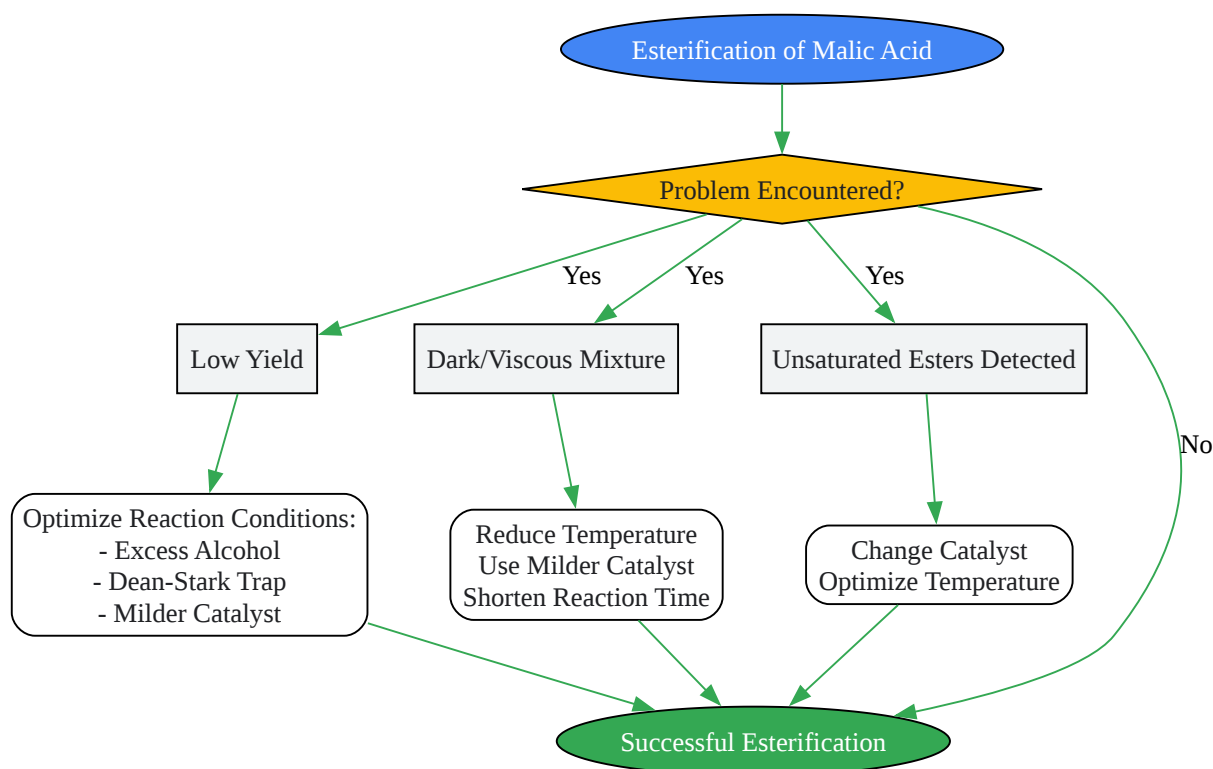 Esterification of Malic Acid
Problem Encountered?
Yes
Yes
Yes
Low Yield
Dark/Viscous Mixture
Unsaturated Esters Detected
No
Optimize Reaction Conditions:
- Excess Alcohol
- Dean-Stark Trap
- Milder Catalyst
Reduce Temperature
Use Milder Catalyst
Shorten Reaction Time
Change Catalyst
Optimize Temperature
Successful Esterification